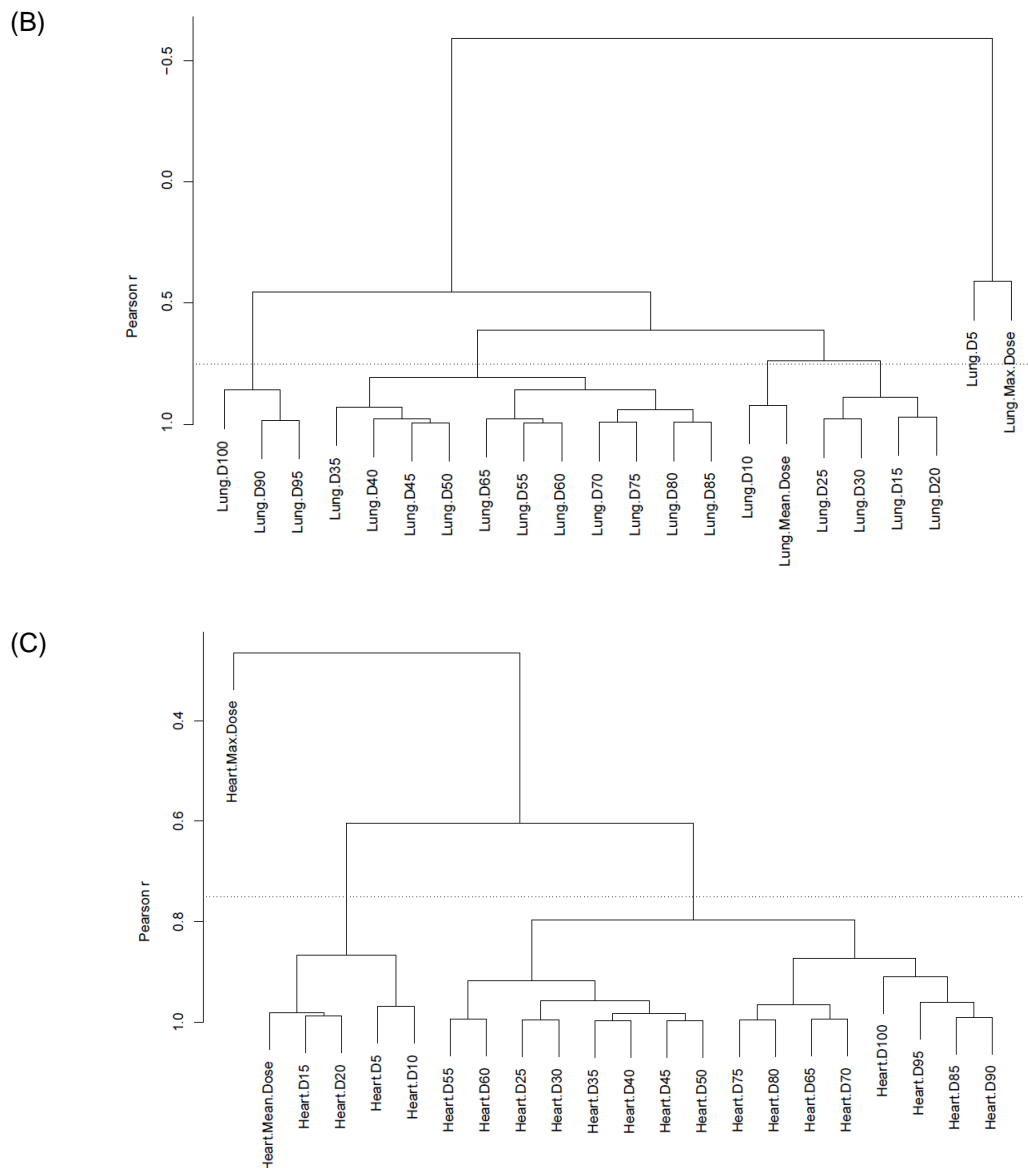 (B)
Pearson r
−0.5
0.0
0.5
1.0
Lung.D100
Lung.D90
Lung.D95
Lung.D35
Lung.D40
Lung.D45
Lung.D50
Lung.D65
Lung.D55
Lung.D60
Lung.D70
Lung.D75
Lung.D80
Lung.D85
Lung.D10
Lung.Mean.Dose
Lung.D25
Lung.D30
Lung.D15
Lung.D20
Lung.D5
Lung.Max.Dose
(C)
Pearson r
0.4
0.6
0.8
1.0
Heart.Max.Dose
Heart.Mean.Dose
Heart.D15
Heart.D20
Heart.D5
Heart.D10
Heart.D55
Heart.D60
Heart.D25
Heart.D30
Heart.D35
Heart.D40
Heart.D45
Heart.D50
Heart.D75
Heart.D80
Heart.D65
Heart.D70
Heart.D100
Heart.D95
Heart.D85
Heart.D90